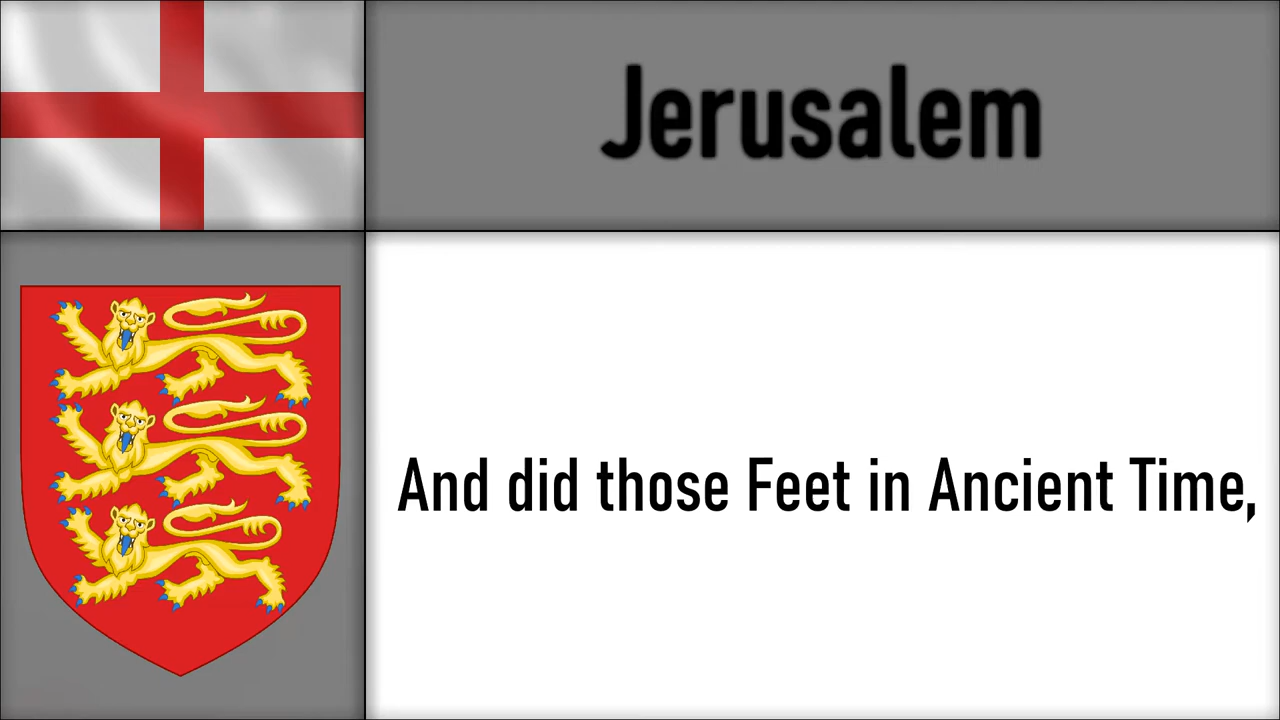 Jerusalem
And did those Feet in Ancient Time,